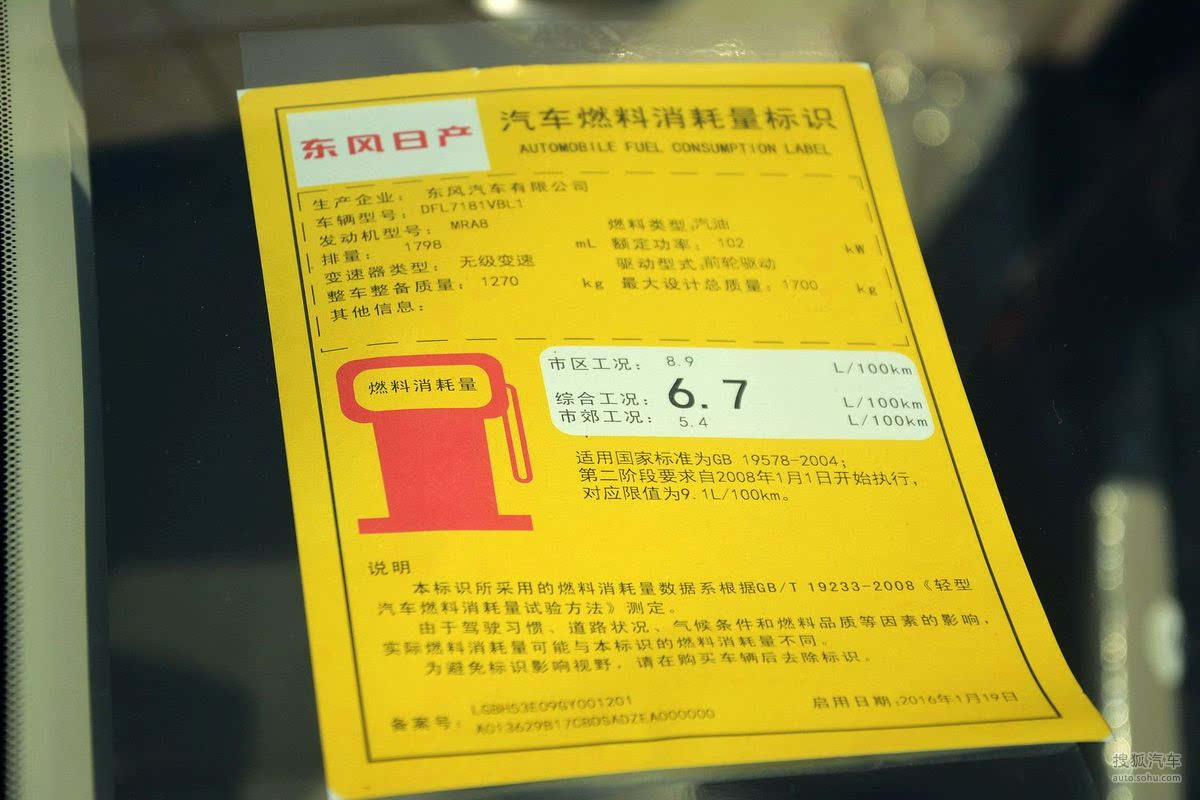 东风日产
汽车燃料消耗量标识
AUTOMOBILE FUEL CONSUMPTION LABEL
生产企业: 东风汽车有限公司
车辆型号: DFL7181VBL1
发动机型号: MRA8 燃料类型:汽油
排量: 1798 mL 额定功率: 102 kW
变速器类型: 无级变速 驱动型式:前轮驱动
整车整备质量: 1270 kg 最大设计总质量: 1700 kg
其他信息:
燃料消耗量
市区工况: 8.9 L/100km
综合工况: 6.7 L/100km
市郊工况: 5.4 L/100km
适用国家标准为GB 19578-2004;
第二阶段要求自2008年1月1日开始执行,
对应限值为9.1L/100km。
说明
本标识所采用的燃料消耗量数据系根据GB/T 19233-2008《轻型
汽车燃料消耗量试验方法》测定。
由于驾驶习惯、道路状况、气候条件和燃料品质等因素的影响,
实际燃料消耗量可能与本标识的燃料消耗量不同。
为避免标识影响视野, 请在购买车辆后去除标识。
LGBH53E09GY001201
备案号: 启用日期:2016年1月19日
搜狐汽车
auto.sohu.com